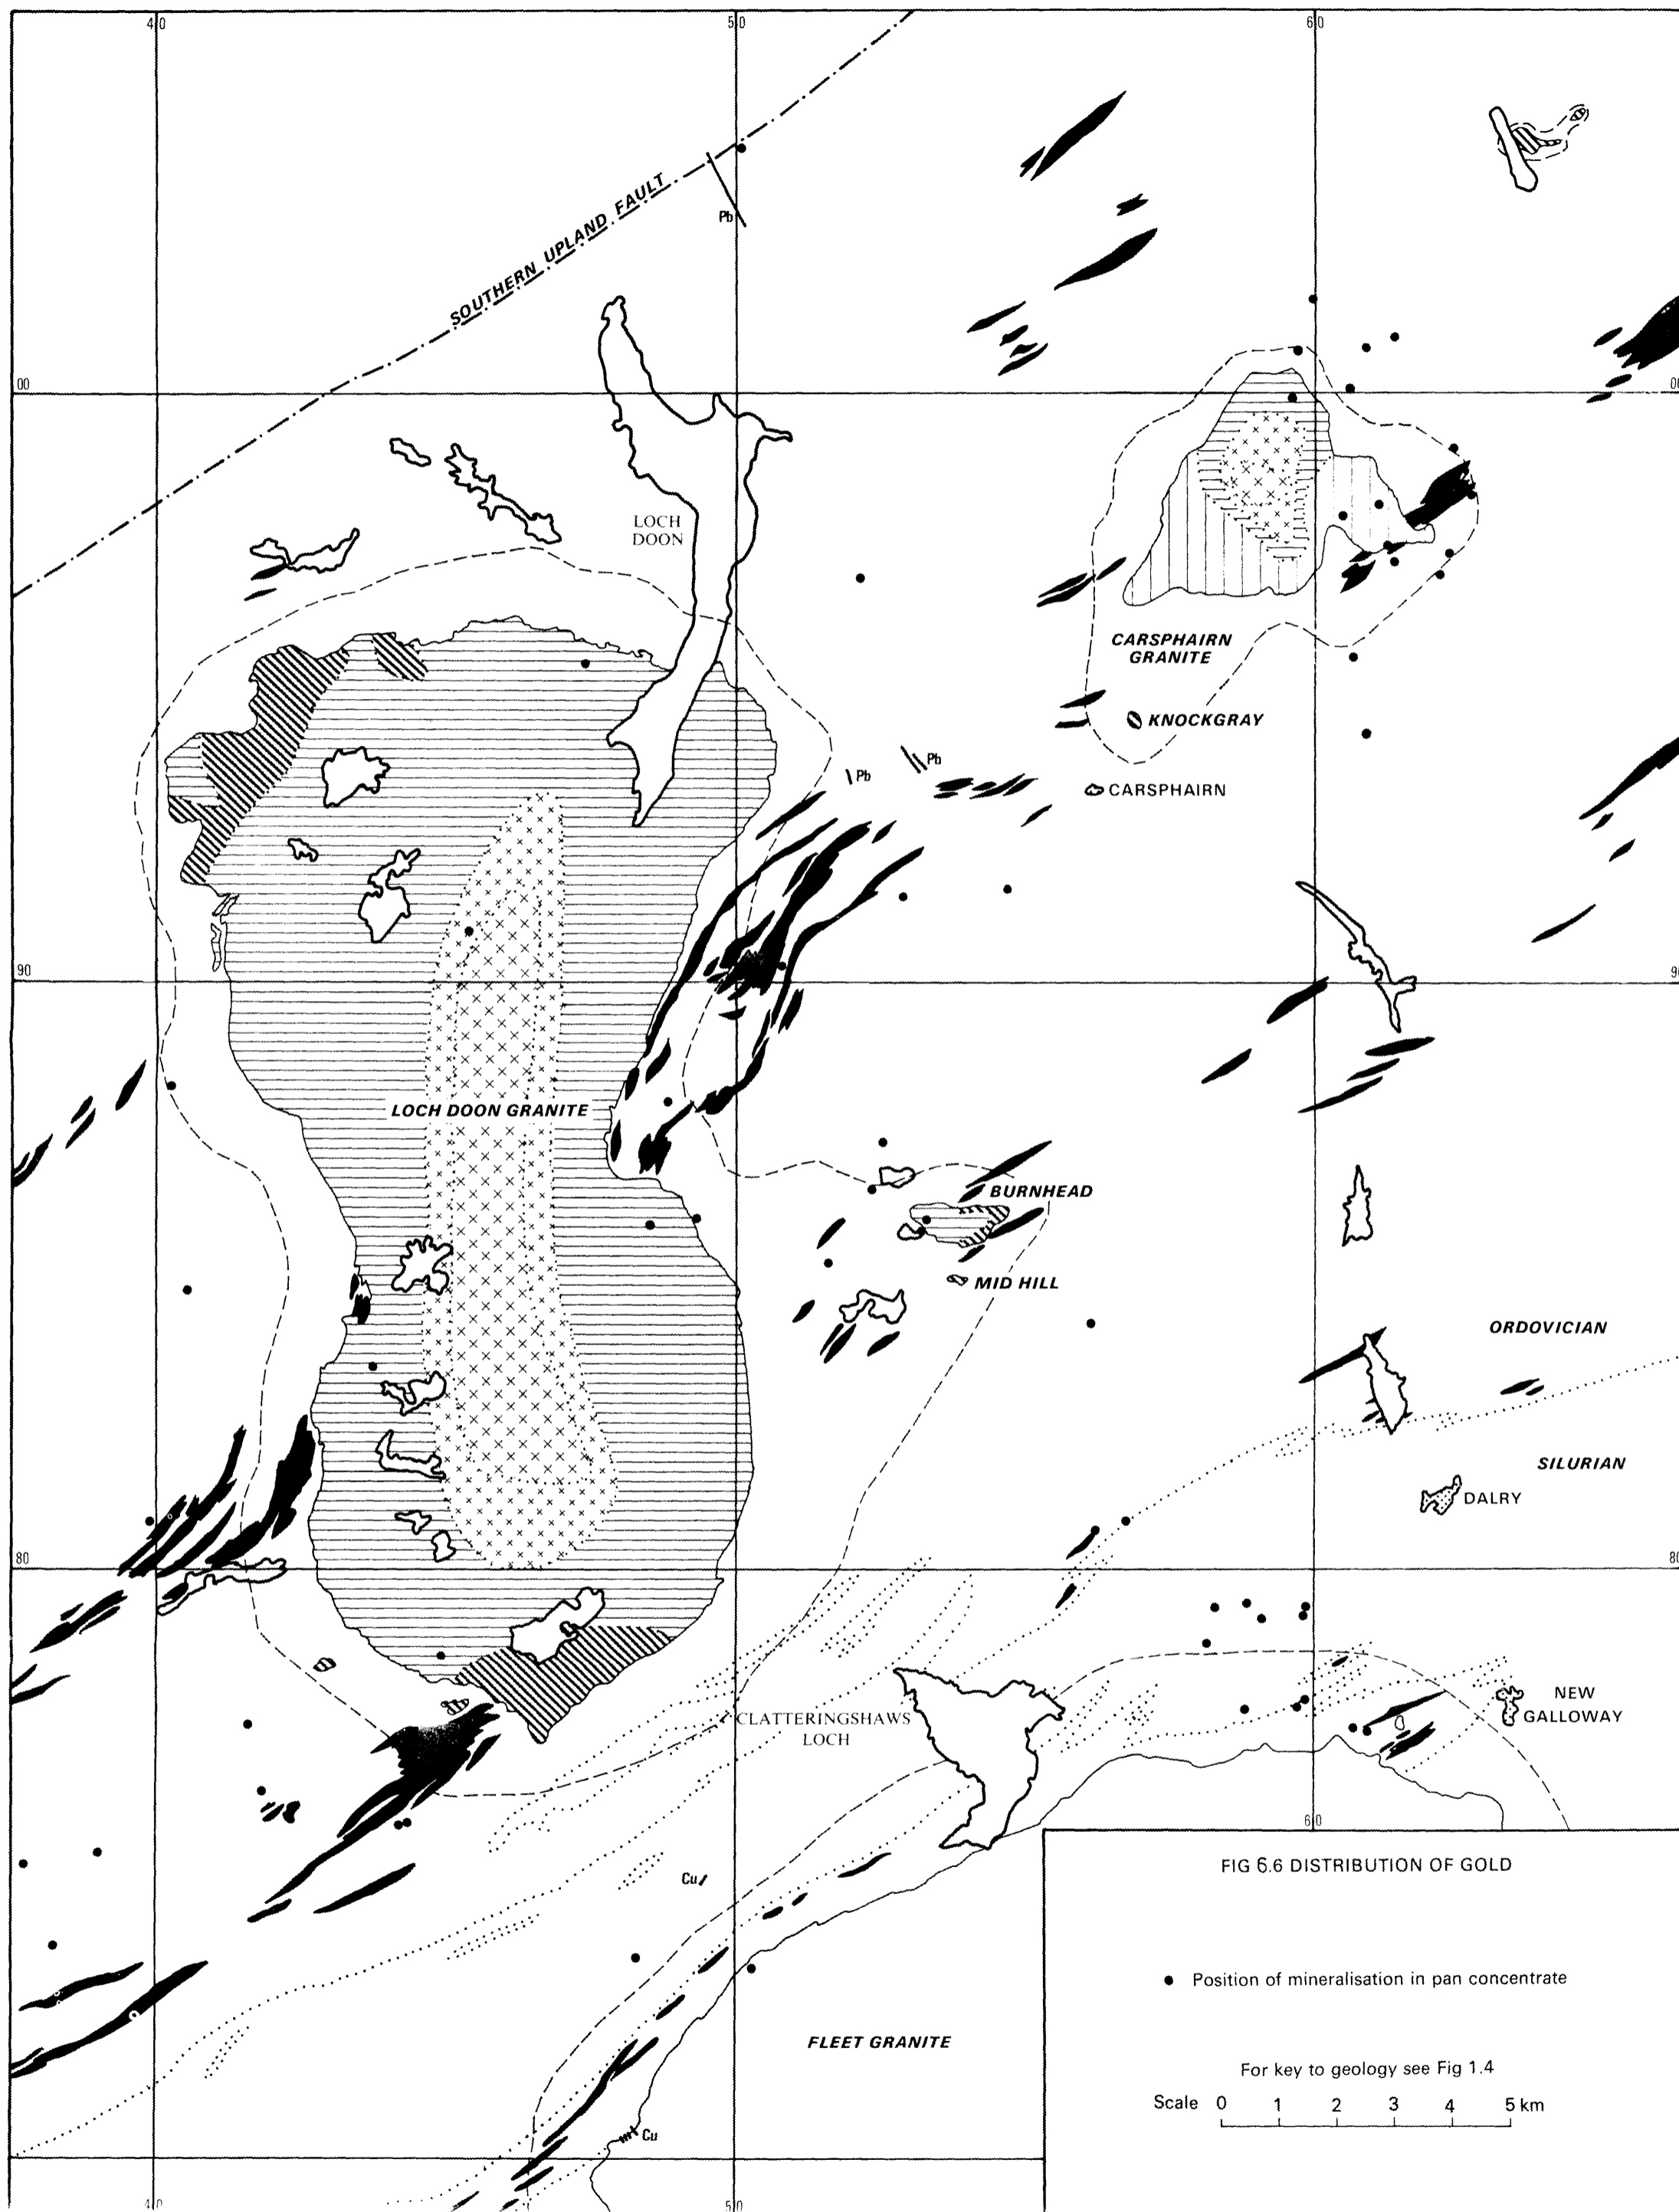 40
50
60
SOUTHERN UPLAND FAULT
Pb
00
LOCH
DOON
CARSPHAIRN
GRANITE
KNOCKGRAY
Pb
Pb
CARSPHAIRN
90
LOCH DOON GRANITE
BURNHEAD
MID HILL
ORDOVICIAN
SILURIAN
DALRY
80
80
NEW
GALLOWAY
CLATTERINGSHAWS
LOCH
60
Cu
FIG 6.6 DISTRIBUTION OF GOLD
Position of mineralisation in pan concentrate
FLEET GRANITE
For key to geology see Fig 1.4
Scale 0 1 2 3 4 5 km
Cu
40
50